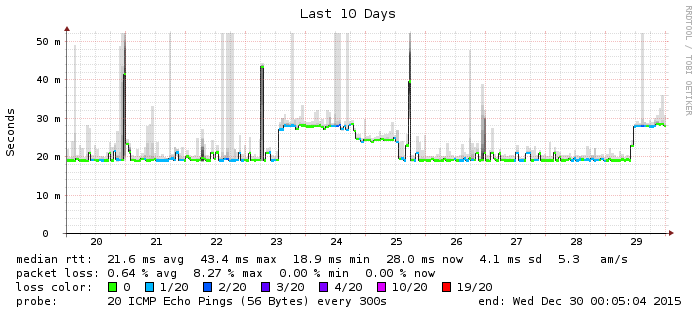 Last 10 Days
RRDTOOL / TOBI OETIKER
Seconds
50 m
40 m
30 m
20 m
10 m
0
20 21 22 23 24 25 26 27 28 29
median rtt: 21.6 ms avg 43.4 ms max 18.9 ms min 28.0 ms now 4.1 ms sd 5.3 am/s
packet loss: 0.64 % avg 8.27 % max 0.00 % min 0.00 % now
loss color: 0 1/20 2/20 3/20 4/20 10/20 19/20
probe: 20 ICMP Echo Pings (56 Bytes) every 300s end: Wed Dec 30 00:05:04 2015